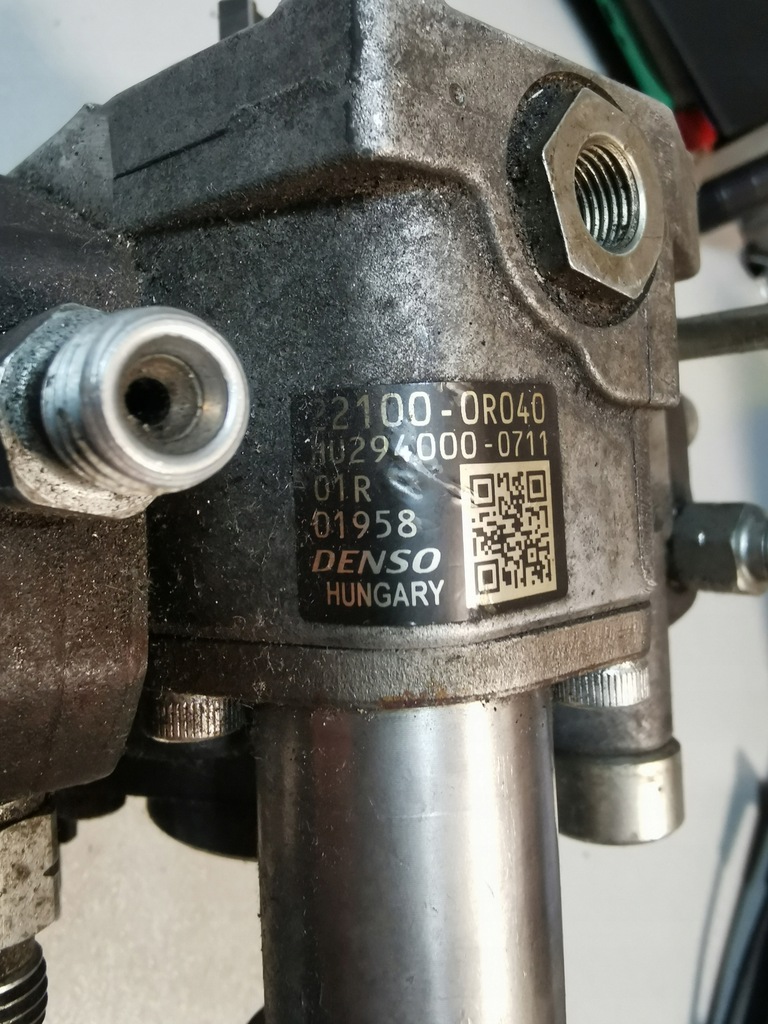 22100-0R040
HU294000-0711
01R
01958
DENSO
HUNGARY